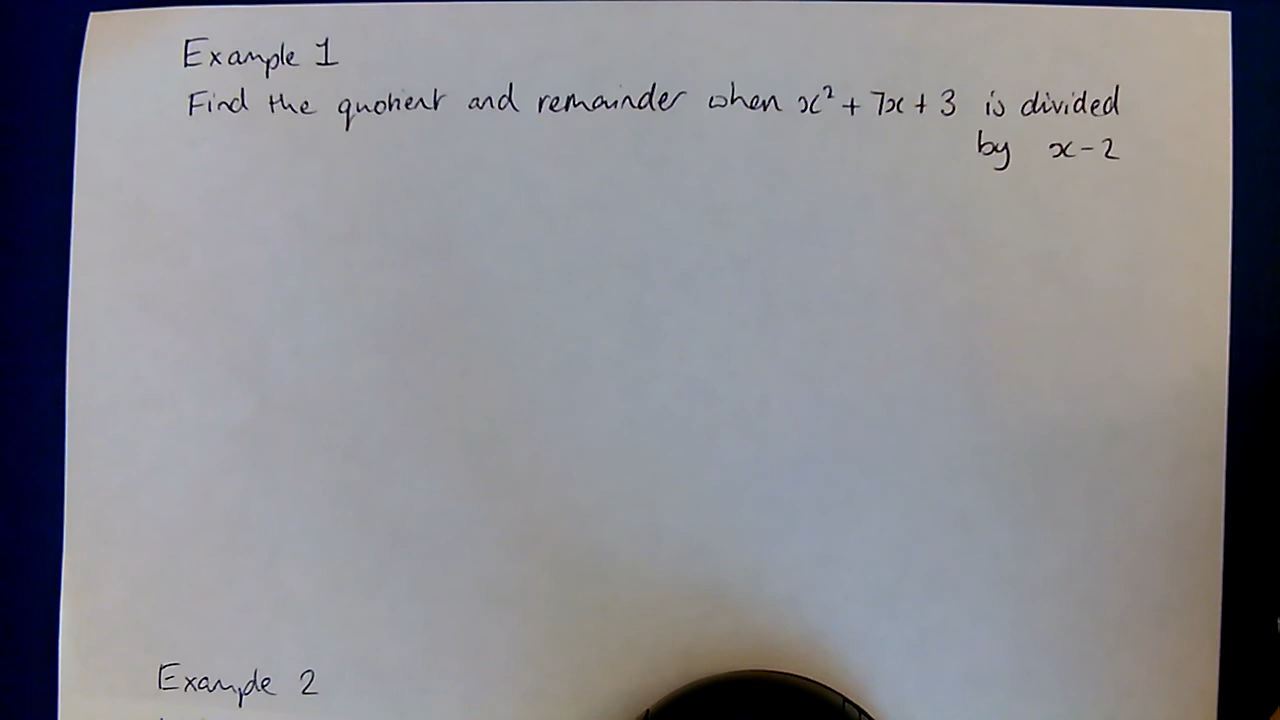 Example 1
Find the quotient and remainder when x² + 7x + 3 is divided
by x - 2
Example 2